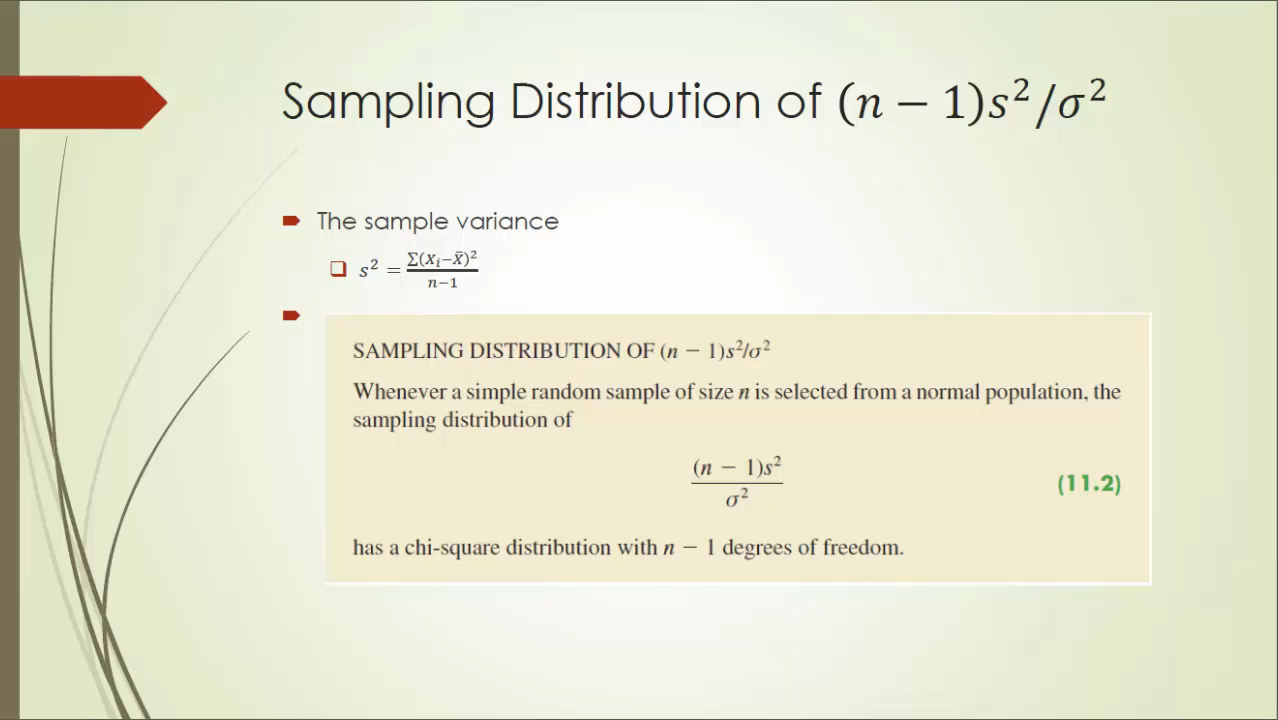 Sampling Distribution of (n − 1)s²/σ²
The sample variance
s² = Σ(Xᵢ−X̄)² / n−1
SAMPLING DISTRIBUTION OF (n − 1)s²/σ²
Whenever a simple random sample of size n is selected from a normal population, the
sampling distribution of
(n − 1)s²
σ²
(11.2)
has a chi-square distribution with n − 1 degrees of freedom.